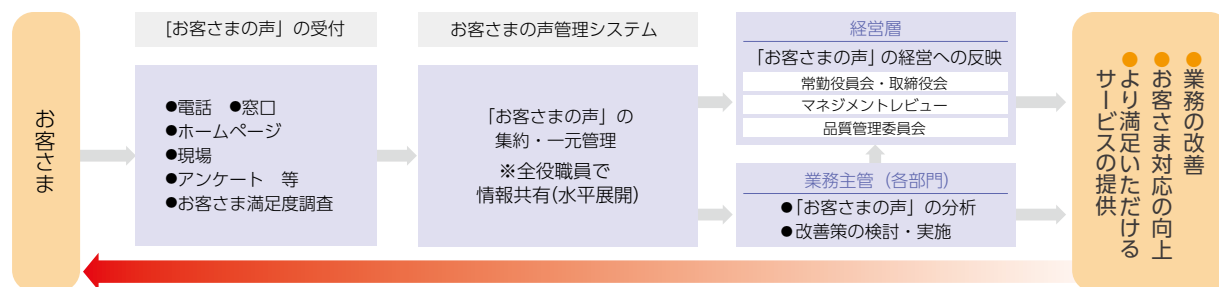 お客さま
[お客さまの声」の受付
●電話　●窓口
●ホームページ
●現場
●アンケート　等
●お客さま満足度調査
お客さまの声管理システム
「お客さまの声」の
集約・一元管理
※全役職員で
情報共有(水平展開)
経営層
「お客さまの声」の経営への反映
常勤役員会・取締役会
マネジメントレビュー
品質管理委員会
業務主管（各部門）
●「お客さまの声」の分析
●改善策の検討・実施
●業務の改善
●お客さま対応の向上
●より満足いただける
サービスの提供